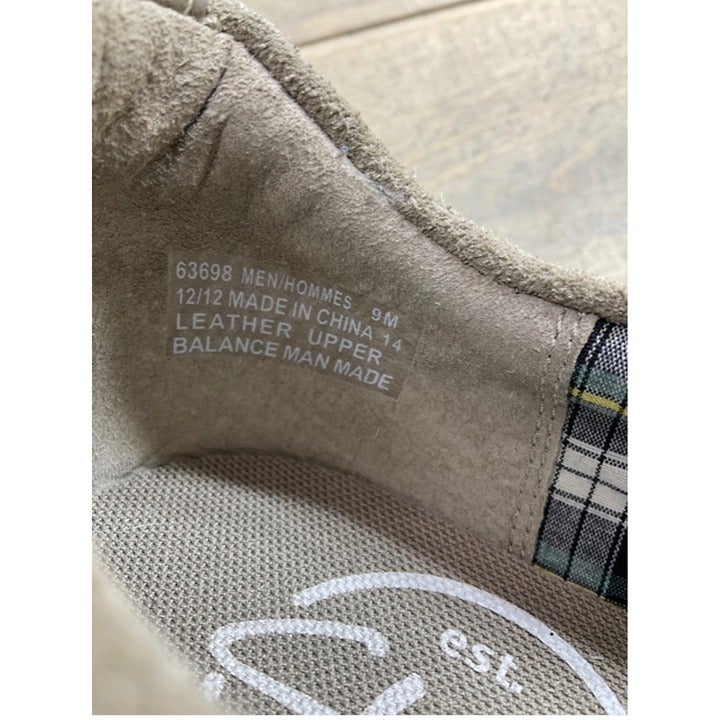 63698 MEN/HOMMES 9M
12/12 MADE IN CHINA 14
LEATHER UPPER
BALANCE MAN MADE
est.